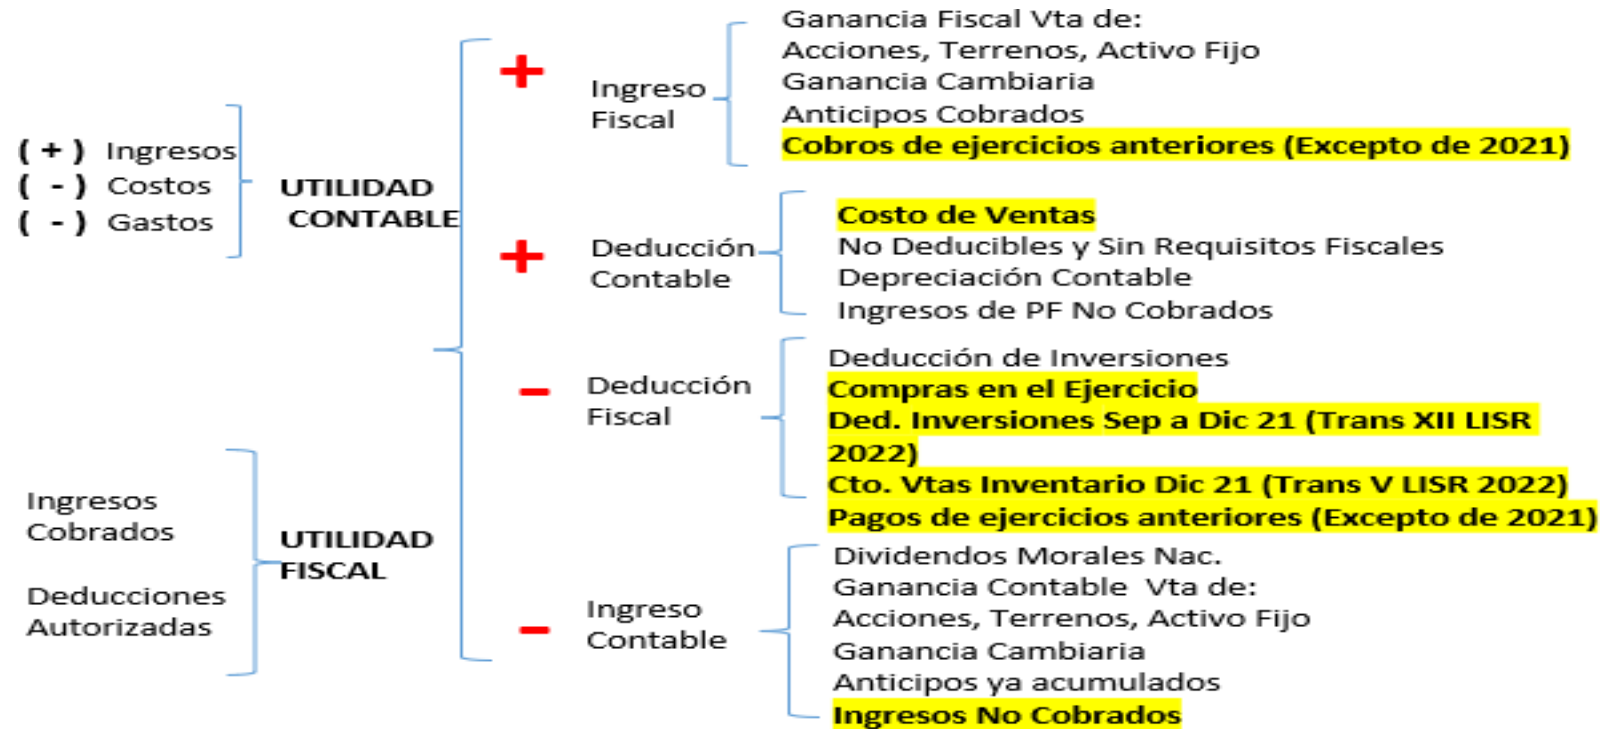 ( + ) Ingresos
( - ) Costos
( - ) Gastos
UTILIDAD
CONTABLE
Ingresos
Cobrados
Deducciones
Autorizadas
UTILIDAD
FISCAL
+
Ingreso
Fiscal
Ganancia Fiscal Vta de:
Acciones, Terrenos, Activo Fijo
Ganancia Cambiaria
Anticipos Cobrados
Cobros de ejercicios anteriores (Excepto de 2021)
+
Deducción
Contable
Costo de Ventas
No Deducibles y Sin Requisitos Fiscales
Depreciación Contable
Ingresos de PF No Cobrados
-
Deducción
Fiscal
Deducción de Inversiones
Compras en el Ejercicio
Ded. Inversiones Sep a Dic 21 (Trans XII LISR
2022)
Cto. Vtas Inventario Dic 21 (Trans V LISR 2022)
Pagos de ejercicios anteriores (Excepto de 2021)
-
Ingreso
Contable
Dividendos Morales Nac.
Ganancia Contable Vta de:
Acciones, Terrenos, Activo Fijo
Ganancia Cambiaria
Anticipos ya acumulados
Ingresos No Cobrados